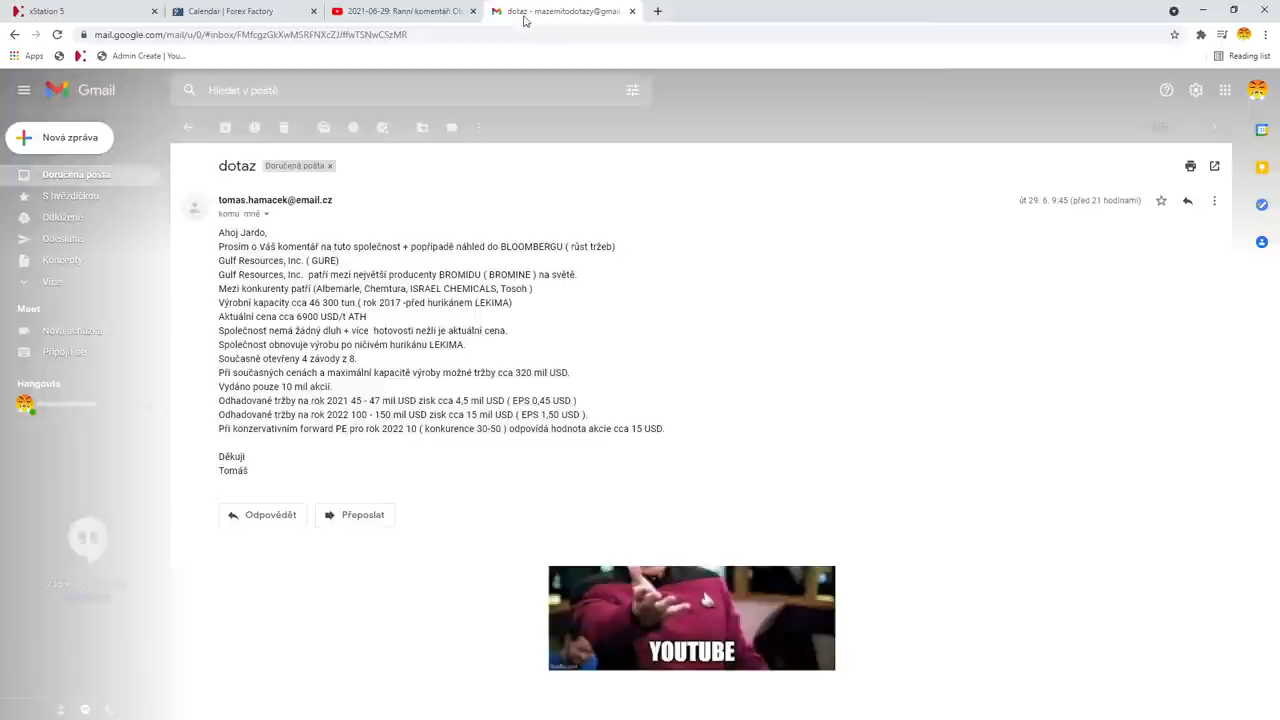 xStation 5
Calendar | Forex Factory
2021-06-29: Ranní komentář.Ob
dotaz - mazemitodotazy@gmail
mail.google.com/mail/u/0/#inbox/FMfcgzGkXwMSRFNXcZJJffwTSNwCSzMR
Apps
Admin Create | You...
Reading list
Gmail
Hledat v poště
Nová zpráva
Doručená pošta
S hvězdičkou
Odložené
Odeslané
Koncepty
Více
Meet
Nová schůzka
Připojit se
Hangouts
dotaz Doručená pošta x
tomas.hamacek@email.cz
út 29. 6. 9:45 (před 21 hodinami)
komu mně
Ahoj Jardo,
Prosím o Váš komentář na tuto společnost + popřípadě náhled do BLOOMBERGU ( růst tržeb)
Gulf Resources, Inc. ( GURE)
Gulf Resources, Inc. patří mezi největší producenty BROMIDU ( BROMINE ) na světě.
Mezi konkurenty patří (Albemarle, Chemtura, ISRAEL CHEMICALS, Tosoh )
Výrobní kapacity cca 46 300 tun.( rok 2017 -před hurikánem LEKIMA)
Aktuální cena cca 6900 USD/t ATH
Společnost nemá žádný dluh + více hotovosti nežli je aktuální cena.
Společnost obnovuje výrobu po ničivém hurikánu LEKIMA.
Současně otevřeny 4 závody z 8.
Při současných cenách a maximální kapacitě výroby možné tržby cca 320 mil USD.
Vydáno pouze 10 mil akcií.
Odhadované tržby na rok 2021 45 - 47 mil USD zisk cca 4,5 mil USD ( EPS 0,45 USD )
Odhadované tržby na rok 2022 100 - 150 mil USD zisk cca 15 mil USD ( EPS 1,50 USD ).
Při konzervativním forward PE pro rok 2022 10 ( konkurence 30-50 ) odpovídá hodnota akcie cca 15 USD.
Děkuji
Tomáš
Odpovědět
Přeposlat
YOUTUBE